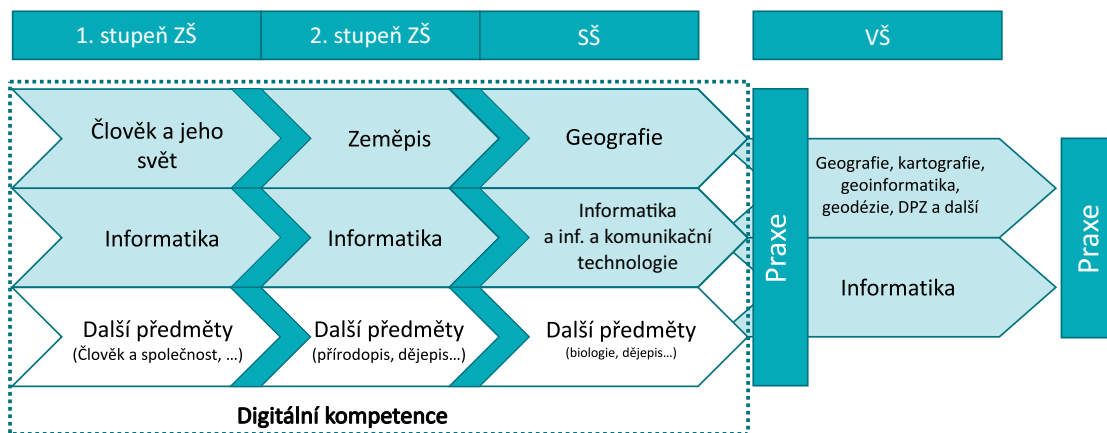 1. stupeň ZŠ
2. stupeň ZŠ
SŠ
VŠ
Člověk a jeho
svět
Zeměpis
Geografie
Informatika
Informatika
Informatika
a inf. a komunikační
technologie
Další předměty
(Člověk a společnost, ...)
Další předměty
(přírodopis, dějepis...)
Další předměty
(biologie, dějepis...)
Digitální kompetence
Praxe
Geografie, kartografie,
geoinformatika,
geodézie, DPZ a další
Informatika
Praxe